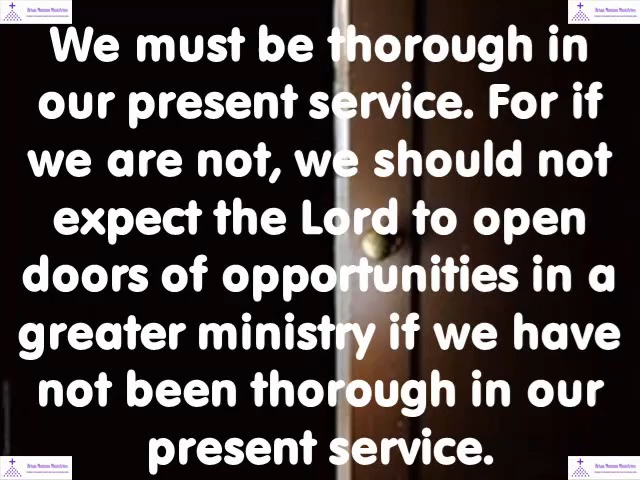 We must be thorough in
our present service. For if
we are not, we should not
expect the Lord to open
doors of opportunities in a
greater ministry if we have
not been thorough in our
present service.